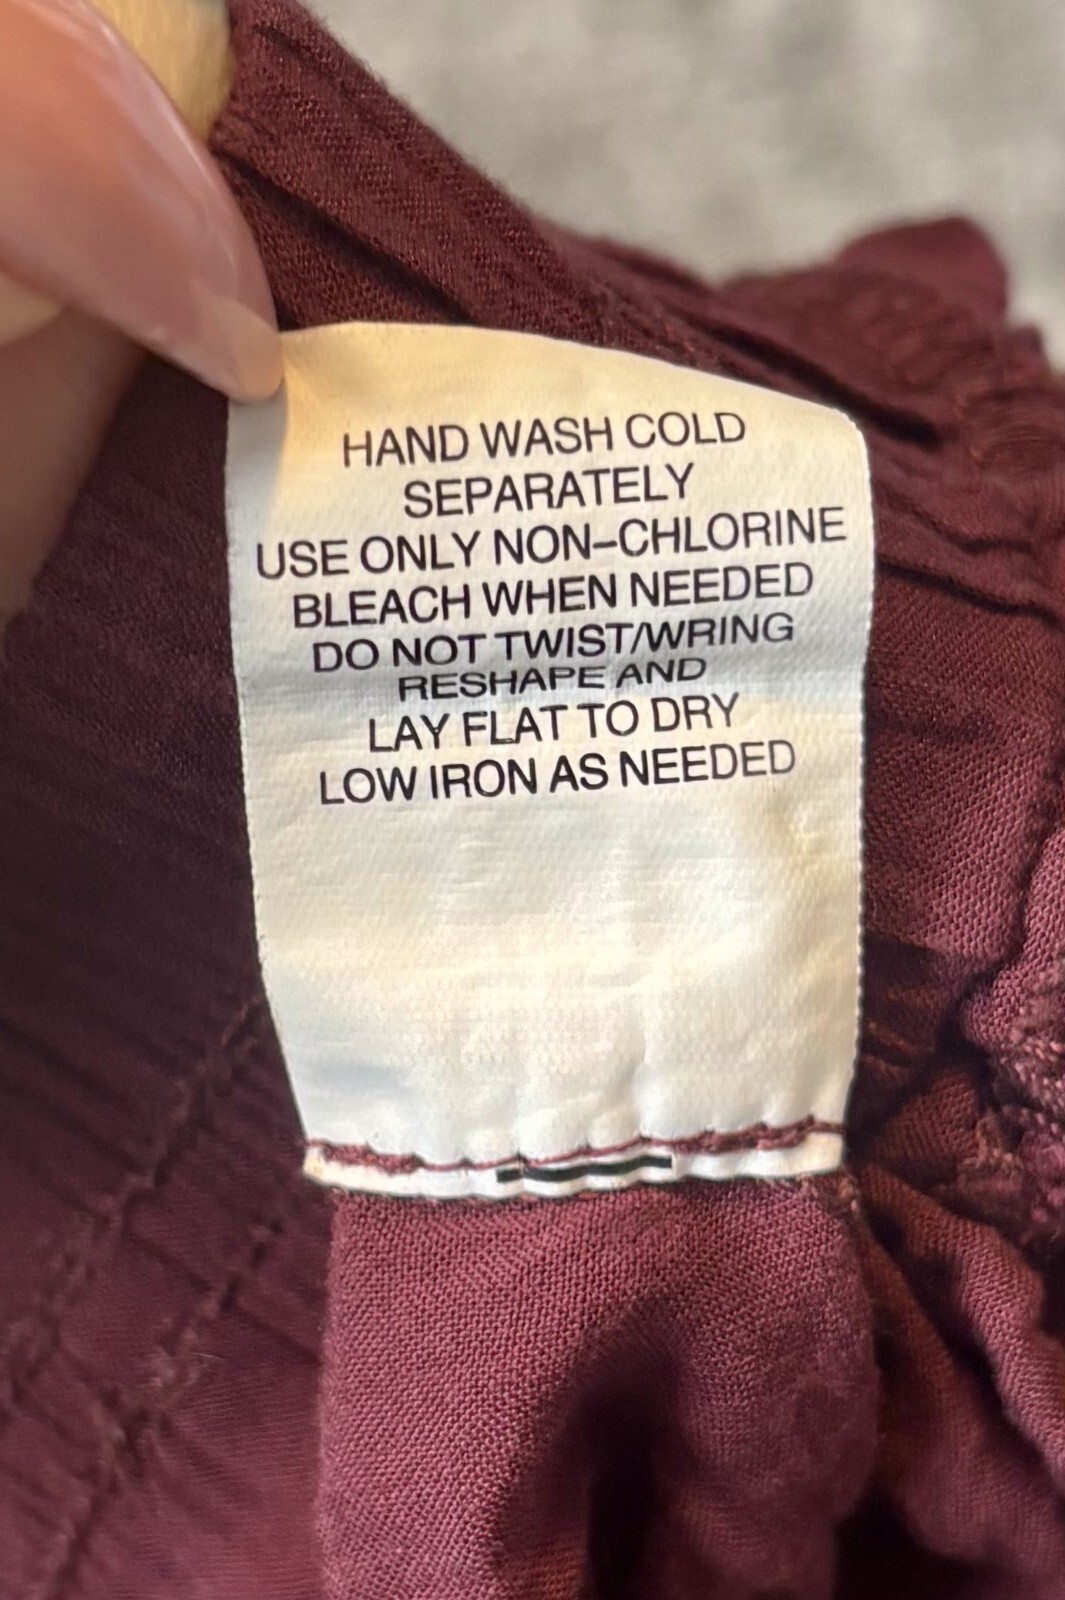 HAND WASH COLD
SEPARATELY
USE ONLY NON-CHLORINE
BLEACH WHEN NEEDED
DO NOT TWIST/WRING
RESHAPE AND
LAY FLAT TO DRY
LOW IRON AS NEEDED